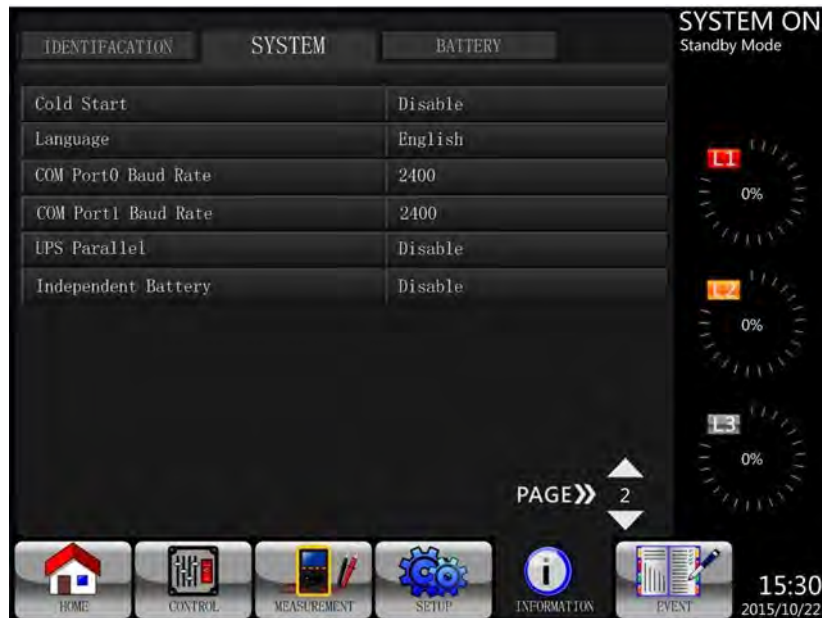 IDENTIFACATION SYSTEM BATTERY
SYSTEM ON
Standby Mode
Cold Start Disable
Language English
COM Port0 Baud Rate 2400
COM Port1 Baud Rate 2400
UPS Parallel Disable
Independent Battery Disable
L1
0%
L2
0%
L3
0%
PAGE» 2
HOME CONTROL MEASUREMENT SETUP INFORMATION EVENT
15:30
2015/10/22